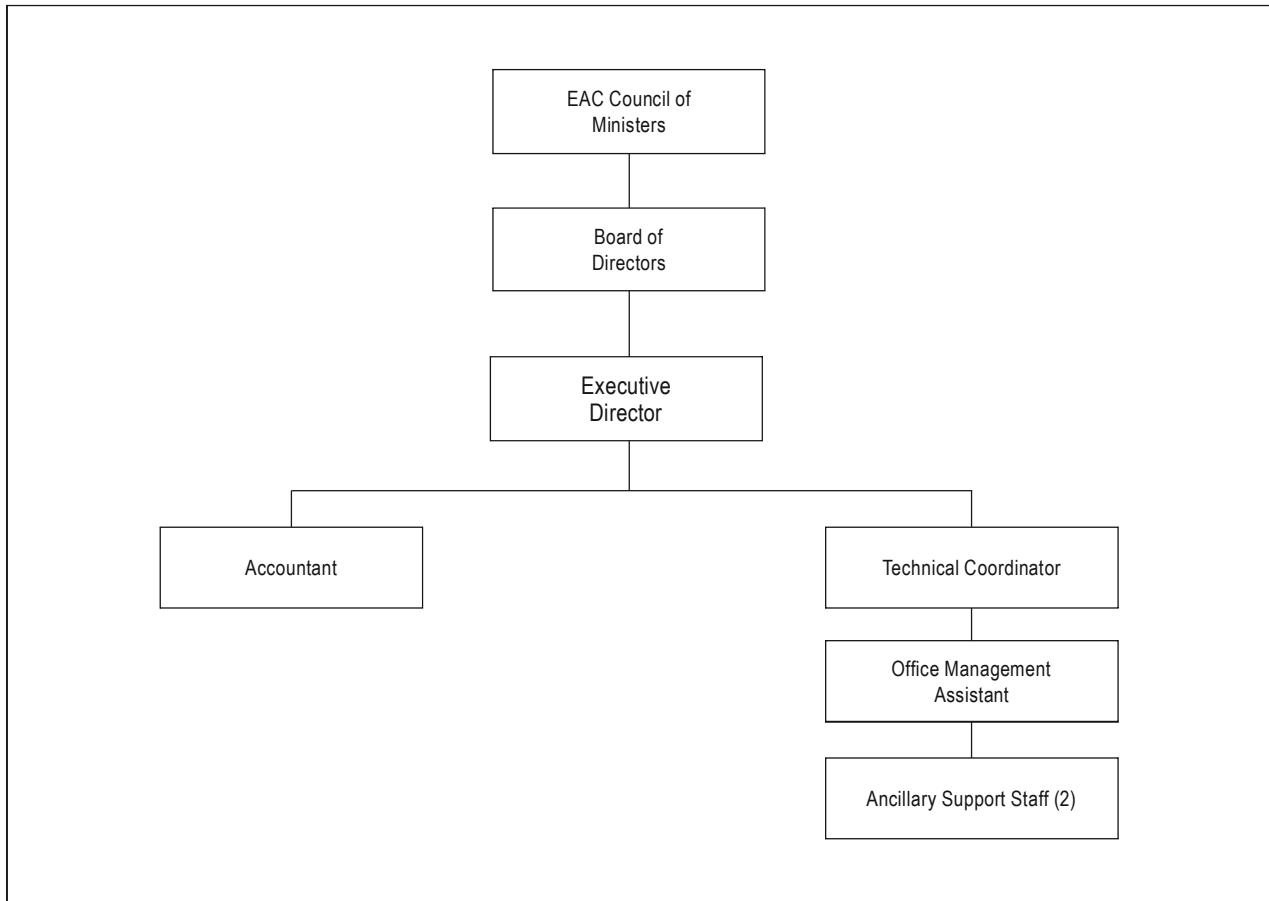 EAC Council of
Ministers
Board of
Directors
Executive
Director
Accountant
Technical Coordinator
Office Management
Assistant
Ancillary Support Staff (2)